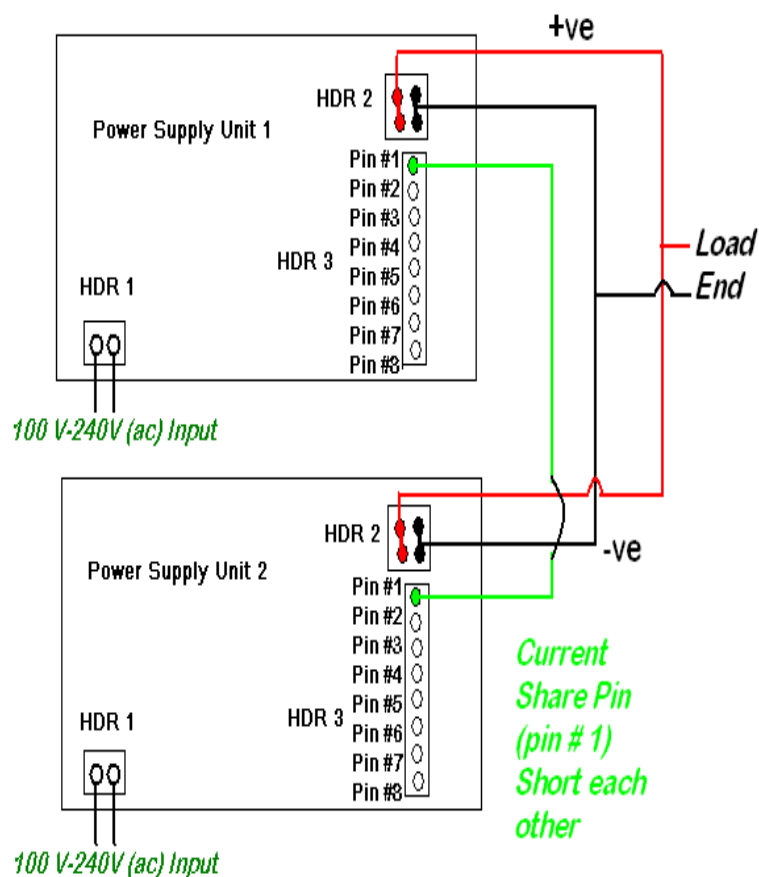 +ve
HDR 2
Power Supply Unit 1
Pin #1
Pin #2
Pin #3
Pin #4
Pin #5
Pin #6
Pin #7
Pin #8
HDR 3
HDR 1
100 V-240V (ac) Input
Load
End
HDR 2
-ve
Power Supply Unit 2
Pin #1
Pin #2
Pin #3
Pin #4
Pin #5
Pin #6
Pin #7
Pin #8
HDR 3
HDR 1
100 V-240V (ac) Input
Current
Share Pin
(pin # 1)
Short each
other